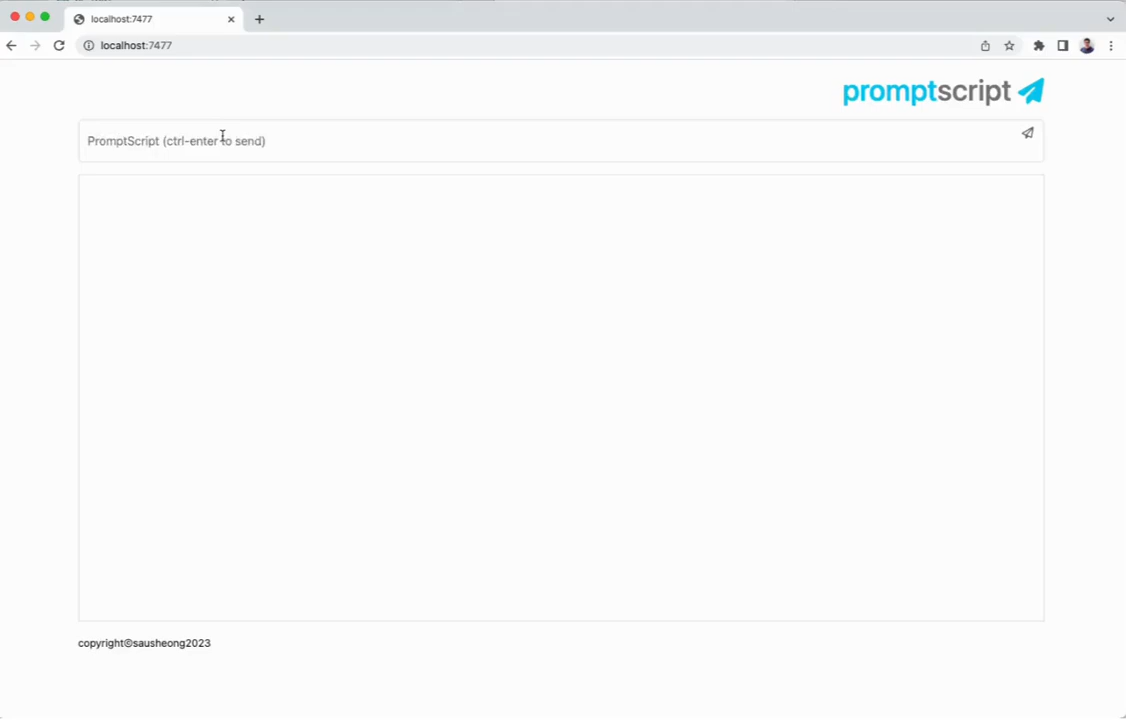 localhost:7477
localhost:7477
promptscript
PromptScript (ctrl-enter to send)
copyright©sausheong2023